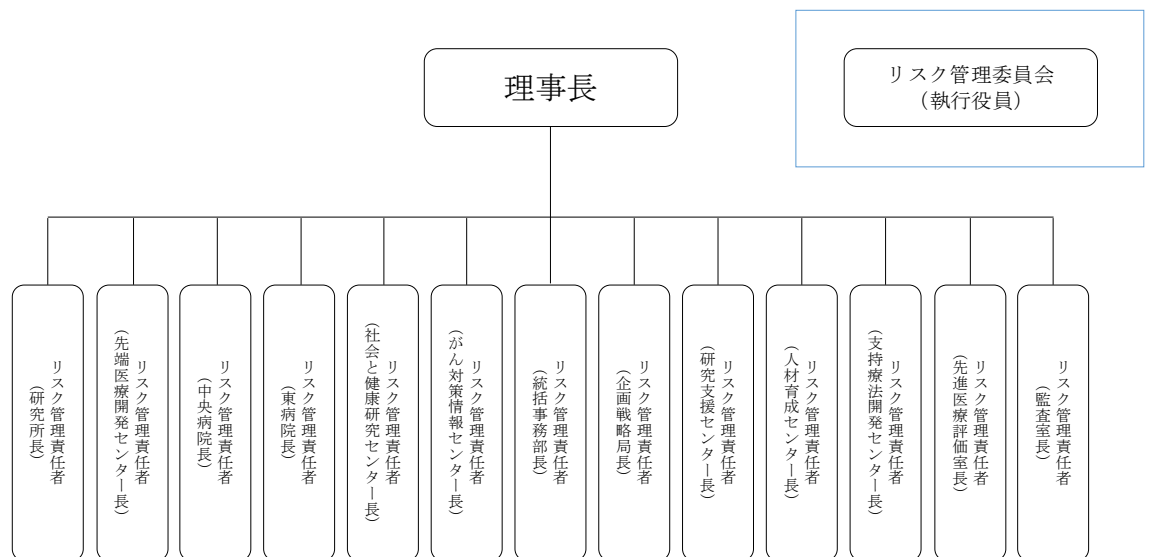 理事長
リスク管理委員会
（執行役員）
リスク管理責任者
（研究所長）
リスク管理責任者
（先端医療開発センター長）
リスク管理責任者
（中央病院長）
リスク管理責任者
（東病院長）
リスク管理責任者
（社会と健康研究センター長）
リスク管理責任者
（がん対策情報センター長）
リスク管理責任者
（統括事務部長）
リスク管理責任者
（企画戦略局長）
リスク管理責任者
（研究支援センター長）
リスク管理責任者
（人材育成センター長）
リスク管理責任者
（支持療法開発センター長）
リスク管理責任者
（先進医療評価室長）
リスク管理責任者
（監査室長）